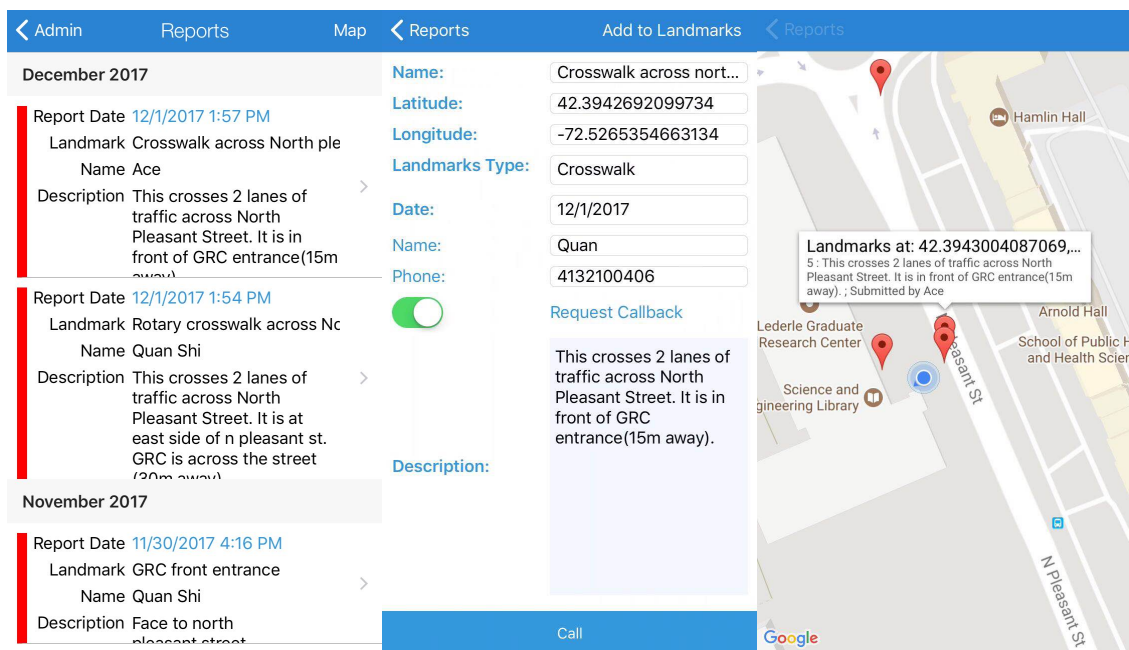 Admin
Reports
Map
December 2017
Report Date 12/1/2017 1:57 PM
Landmark Crosswalk across North ple
Name Ace
Description This crosses 2 lanes of
traffic across North
Pleasant Street. It is in
front of GRC entrance(15m
away)
Report Date 12/1/2017 1:54 PM
Landmark Rotary crosswalk across Nc
Name Quan Shi
Description This crosses 2 lanes of
traffic across North
Pleasant Street. It is at
east side of n pleasant st.
GRC is across the street
(30m away)
November 2017
Report Date 11/30/2017 4:16 PM
Landmark GRC front entrance
Name Quan Shi
Description Face to north
pleasant street
Reports
Add to Landmarks
Name: Crosswalk across nort...
Latitude: 42.3942692099734
Longitude: -72.5265354663134
Landmarks Type: Crosswalk
Date: 12/1/2017
Name: Quan
Phone: 4132100406
Request Callback
This crosses 2 lanes of
traffic across North
Pleasant Street. It is in
front of GRC
entrance(15m away).
Description:
Call
Reports
Hamlin Hall
Landmarks at: 42.3943004087069,...
5 : This crosses 2 lanes of traffic across North
Pleasant Street. It is in front of GRC entrance(15m
away). ; Submitted by Ace
Arnold Hall
Lederle Graduate
Research Center
School of Public H
and Health Scier
Pleasant St
Science and
gineering Library
N Pleasant St
Google